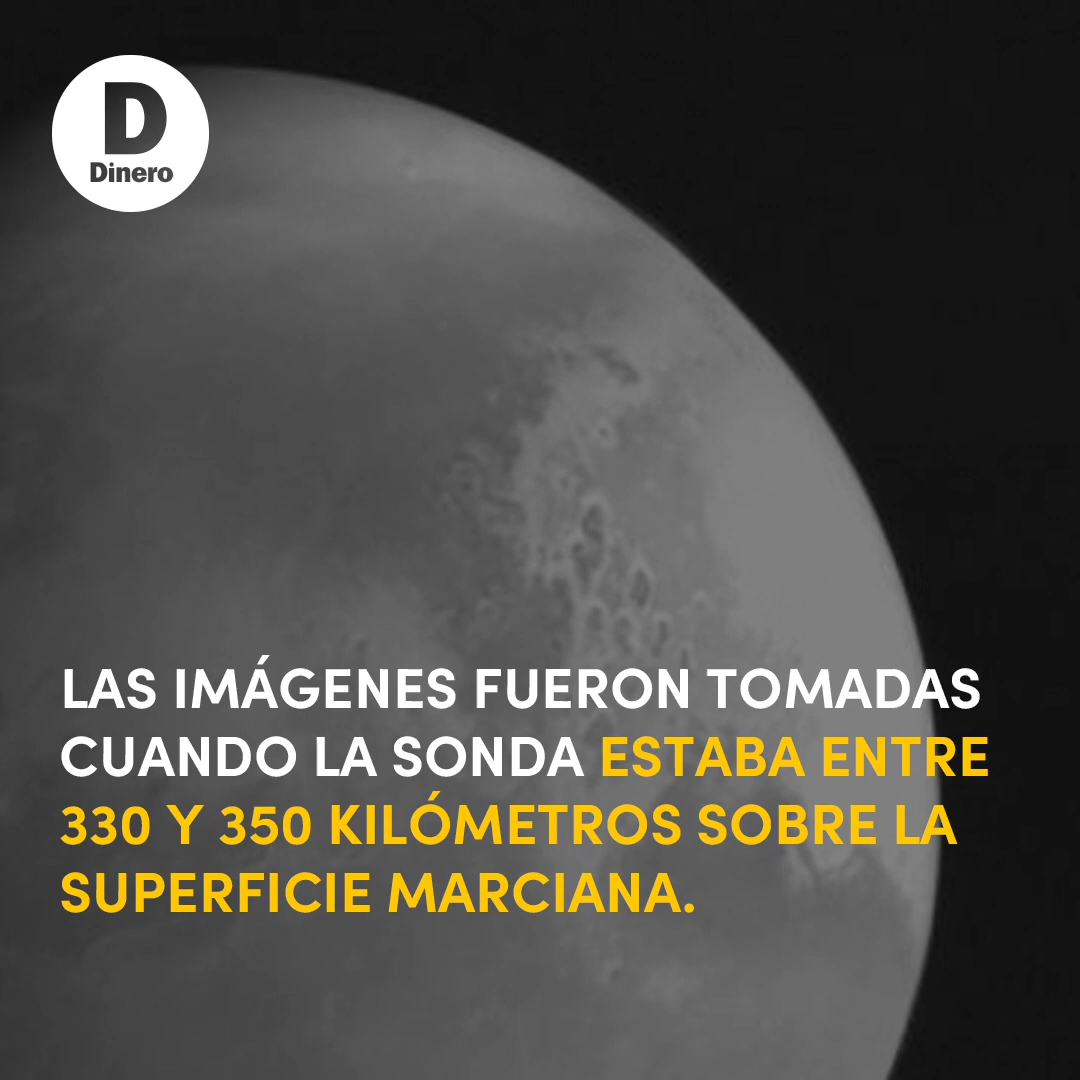 D
Dinero
LAS IMÁGENES FUERON TOMADAS
CUANDO LA SONDA ESTABA ENTRE
330 Y 350 KILÓMETROS SOBRE LA
SUPERFICIE MARCIANA.